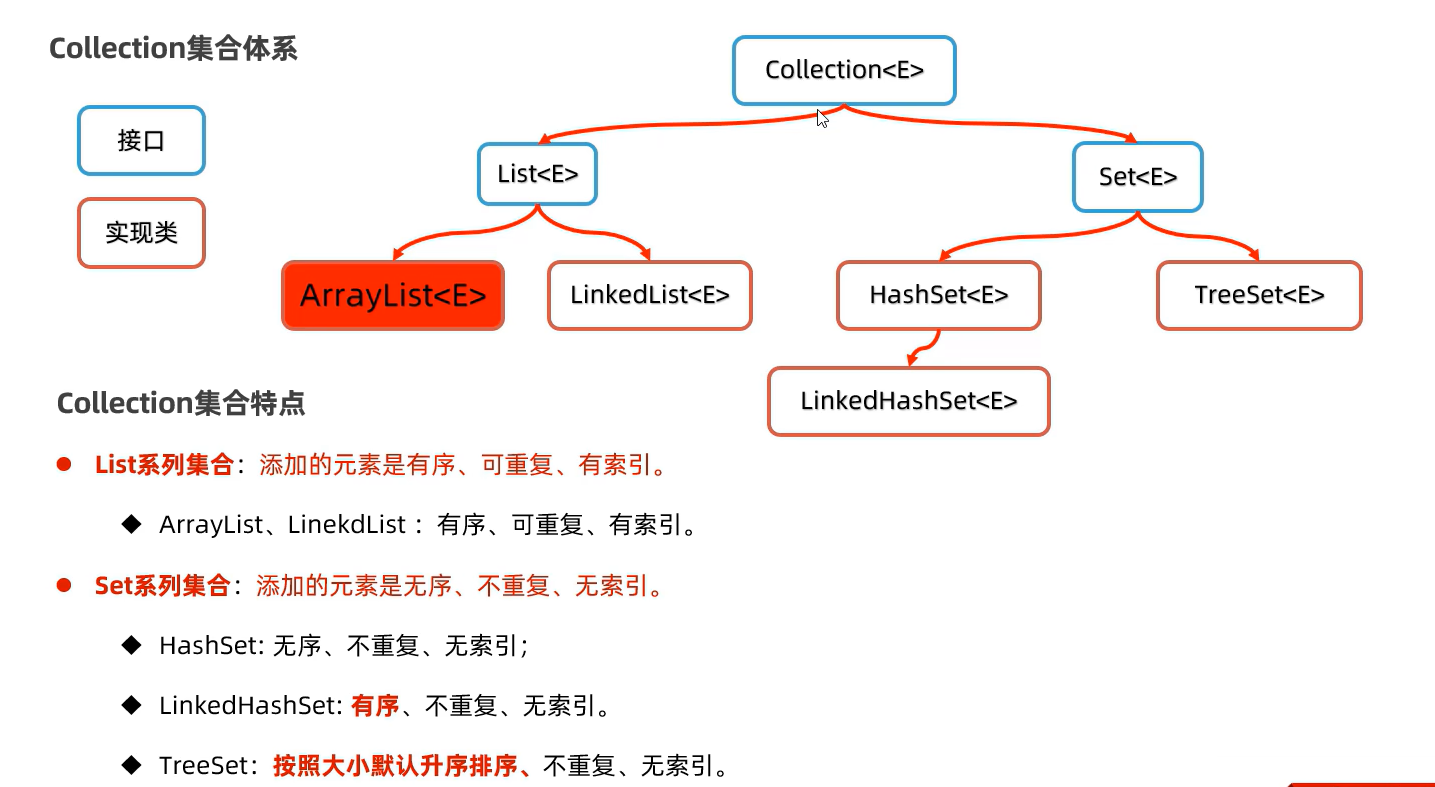 Collection集合体系
Collection<E>
接口
List<E>
Set<E>
实现类
ArrayList<E>
LinkedList<E>
HashSet<E>
TreeSet<E>
LinkedHashSet<E>
Collection集合特点
List系列集合：添加的元素是有序、可重复、有索引。
ArrayList、LinekdList ：有序、可重复、有索引。
Set系列集合：添加的元素是无序、不重复、无索引。
HashSet: 无序、不重复、无索引；
LinkedHashSet: 有序、不重复、无索引。
TreeSet：按照大小默认升序排序、不重复、无索引。